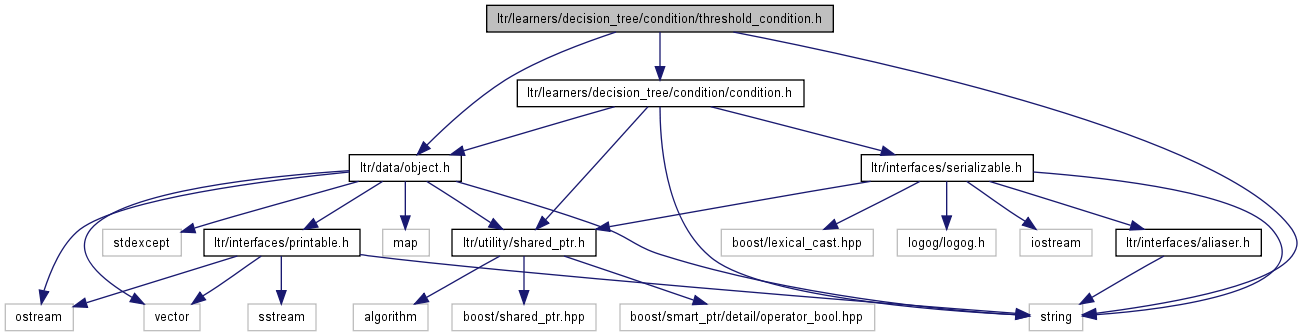 ltr/learners/decision_tree/condition/threshold_condition.h
ltr/learners/decision_tree/condition/condition.h
ltr/data/object.h
ltr/interfaces/serializable.h
stdexcept
ltr/interfaces/printable.h
map
ltr/utility/shared_ptr.h
boost/lexical_cast.hpp
logog/logog.h
iostream
ltr/interfaces/aliaser.h
ostream
vector
sstream
algorithm
boost/shared_ptr.hpp
boost/smart_ptr/detail/operator_bool.hpp
string